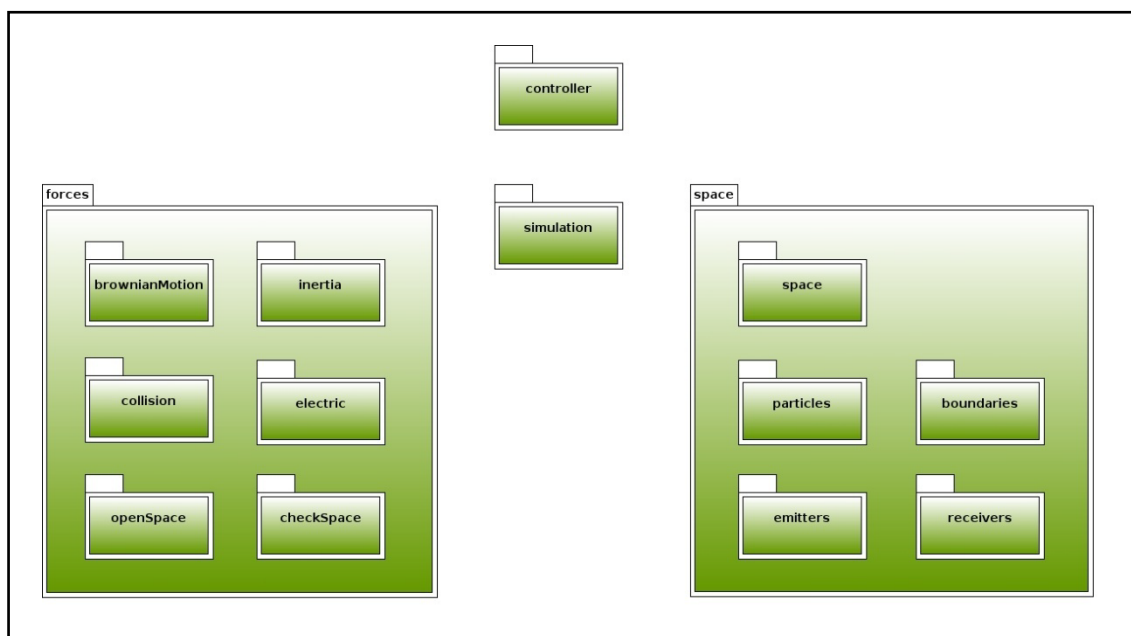 controller
forces
simulation
space
brownianMotion
inertia
space
collision
electric
particles
boundaries
openSpace
checkSpace
emitters
receivers